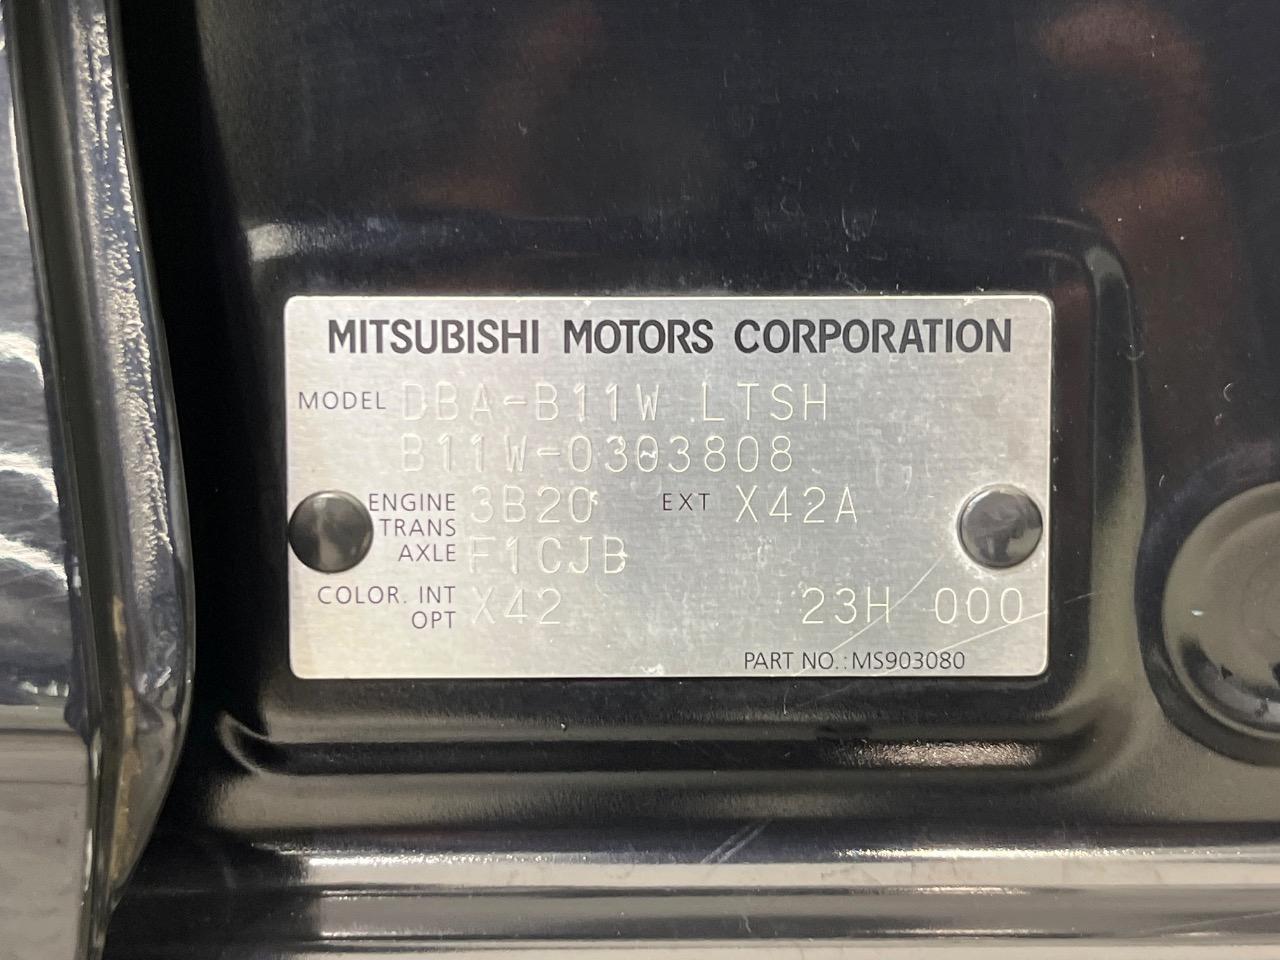 MITSUBISHI MOTORS CORPORATION
MODEL DBA-B11W LTSH
B11W-0303808
ENGINE 3B20 EXT X42A
TRANS
AXLE F1CJB
COLOR. INT
OPT X42 23H 000
PART NO.:MS903080